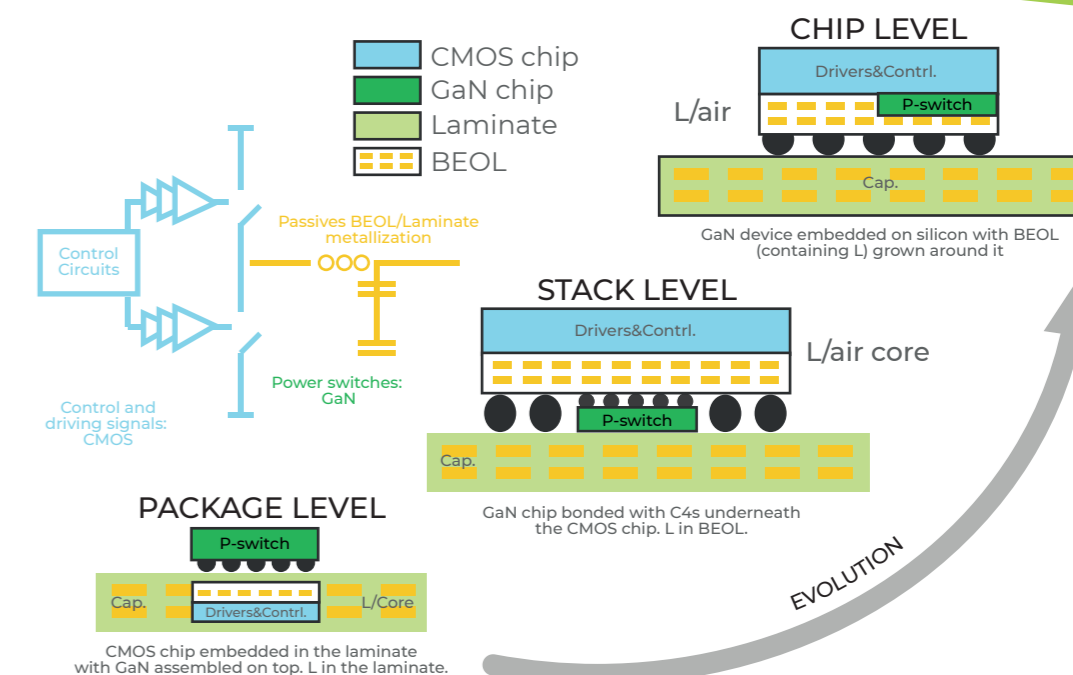 CMOS chip
GaN chip
Laminate
BEOL
Control
Circuits
Passives BEOL/Laminate
metallization
Power switches:
GaN
Control and
driving signals:
CMOS
CHIP LEVEL
Drivers&Contrl.
P-switch
L/air
Cap.
GaN device embedded on silicon with BEOL
(containing L) grown around it
STACK LEVEL
Drivers&Contrl.
L/air core
P-switch
Cap.
GaN chip bonded with C4s underneath
the CMOS chip. L in BEOL.
PACKAGE LEVEL
P-switch
Cap.
L/Core
Drivers&Contrl.
CMOS chip embedded in the laminate
with GaN assembled on top. L in the laminate.
EVOLUTION